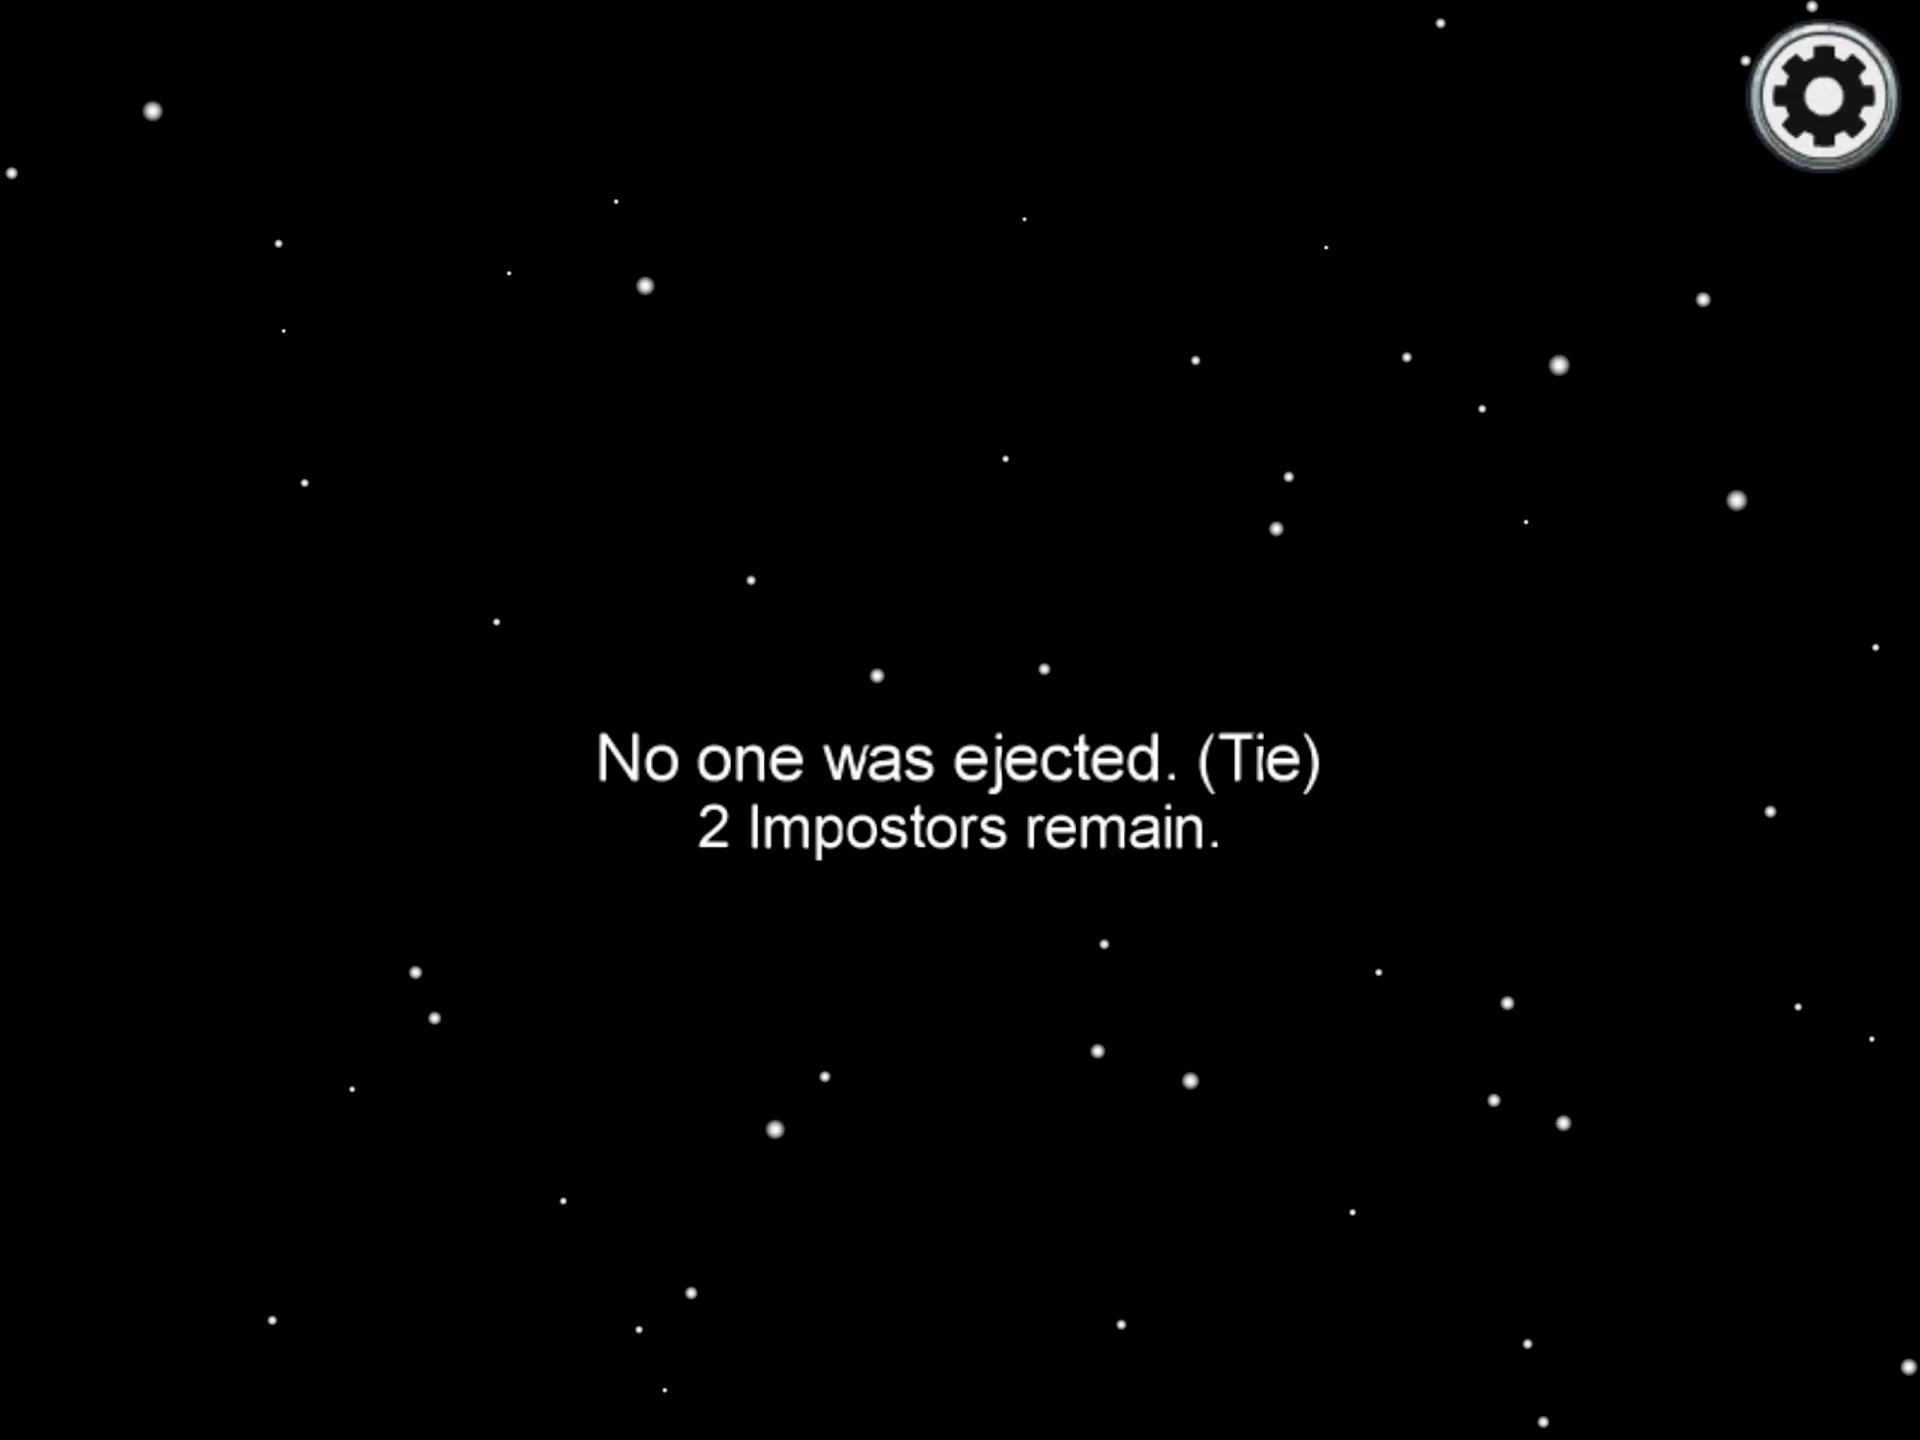 No one was ejected. (Tie)
2 Impostors remain.